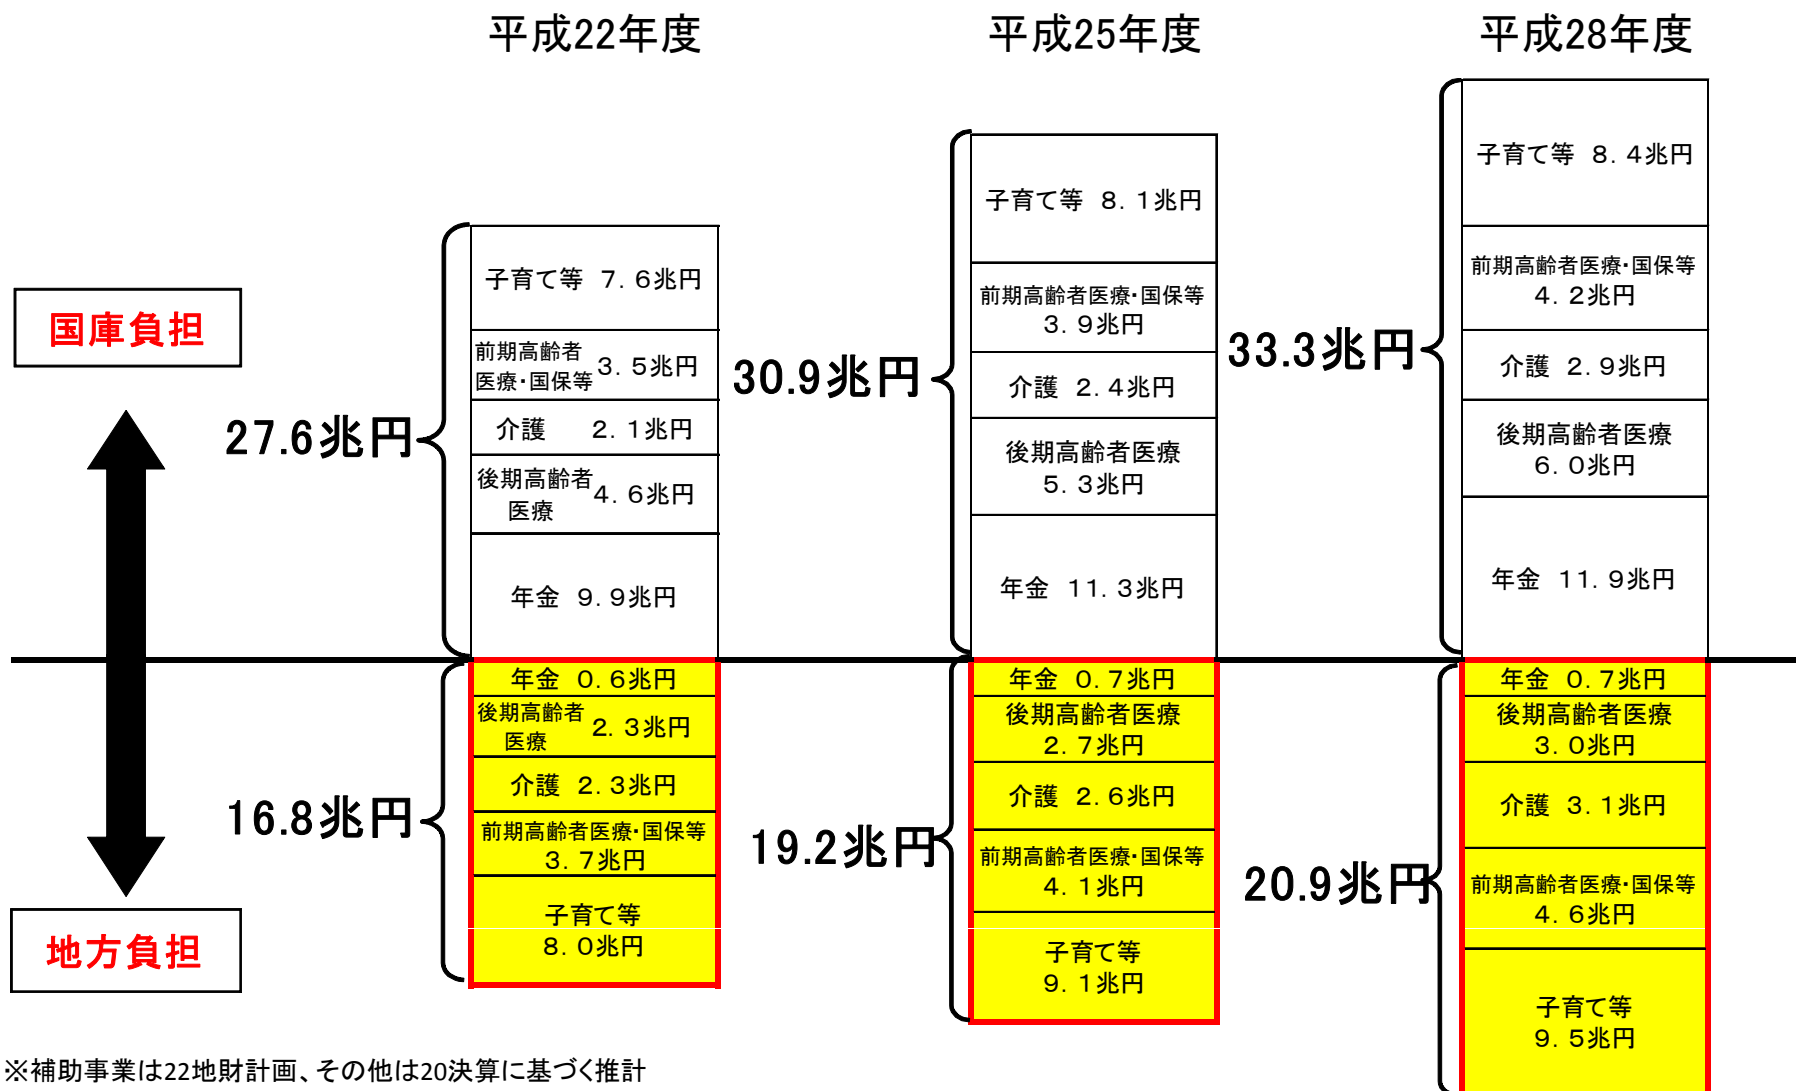 平成22年度
平成25年度
平成28年度
国庫負担
地方負担
27.6兆円
子育て等 7.6兆円
前期高齢者
医療・国保等 3.5兆円
介護 2.1兆円
後期高齢者
医療 4.6兆円
年金 9.9兆円
16.8兆円
年金 0.6兆円
後期高齢者
医療 2.3兆円
介護 2.3兆円
前期高齢者医療・国保等
3.7兆円
子育て等
8.0兆円
30.9兆円
子育て等 8.1兆円
前期高齢者医療・国保等
3.9兆円
介護 2.4兆円
後期高齢者医療
5.3兆円
年金 11.3兆円
19.2兆円
年金 0.7兆円
後期高齢者医療
2.7兆円
介護 2.6兆円
前期高齢者医療・国保等
4.1兆円
子育て等
9.1兆円
33.3兆円
子育て等 8.4兆円
前期高齢者医療・国保等
4.2兆円
介護 2.9兆円
後期高齢者医療
6.0兆円
年金 11.9兆円
20.9兆円
年金 0.7兆円
後期高齢者医療
3.0兆円
介護 3.1兆円
前期高齢者医療・国保等
4.6兆円
子育て等
9.5兆円
※補助事業は22地財計画、その他は20決算に基づく推計